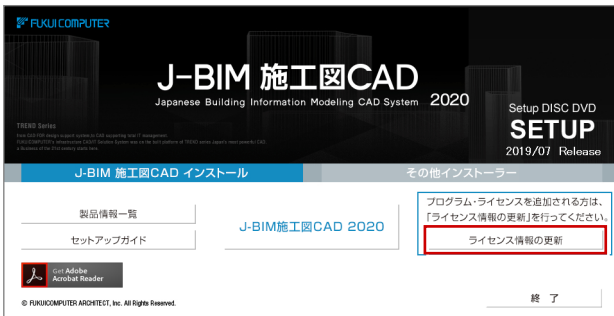 FUKUI COMPUTER
J-BIM 施工図CAD
Japanese Building Information Modeling CAD System 2020
Setup DISC DVD
SETUP
2019/07 Release
TREND Series
J-BIM 施工図CAD インストール
その他インストーラー
製品情報一覧
セットアップガイド
J-BIM施工図CAD 2020
プログラム・ライセンスを追加される方は、
「ライセンス情報の更新」を行ってください。
ライセンス情報の更新
Get Adobe
Acrobat Reader
© FUKUICOMPUTER ARCHITECT, Inc. All Rights Reserved.
終 了